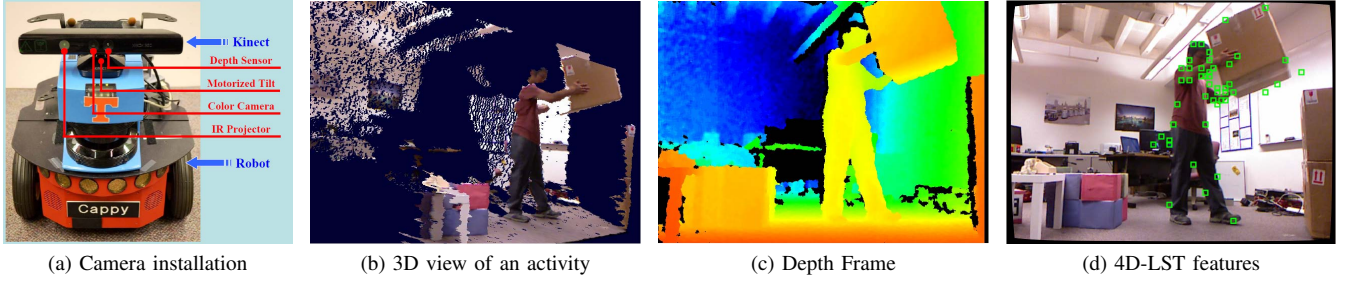 Kinect
Depth Sensor
Motorized Tilt
Color Camera
IR Projector
Robot
Cappy
(a) Camera installation
(b) 3D view of an activity
(c) Depth Frame
(d) 4D-LST features